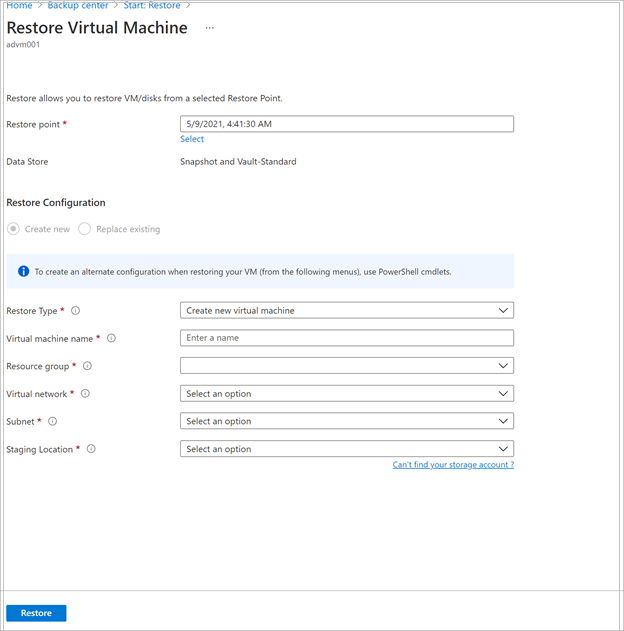 Home > Backup center > Start: Restore >
Restore Virtual Machine ...
advm001
Restore allows you to restore VM/disks from a selected Restore Point.
Restore point * 5/9/2021, 4:41:30 AM
Select
Data Store Snapshot and Vault-Standard
Restore Configuration
Create new Replace existing
To create an alternate configuration when restoring your VM (from the following menus), use PowerShell cmdlets.
Restore Type * Create new virtual machine
Virtual machine name * Enter a name
Resource group *
Virtual network * Select an option
Subnet * Select an option
Staging Location * Select an option
Can't find your storage account ?
Restore